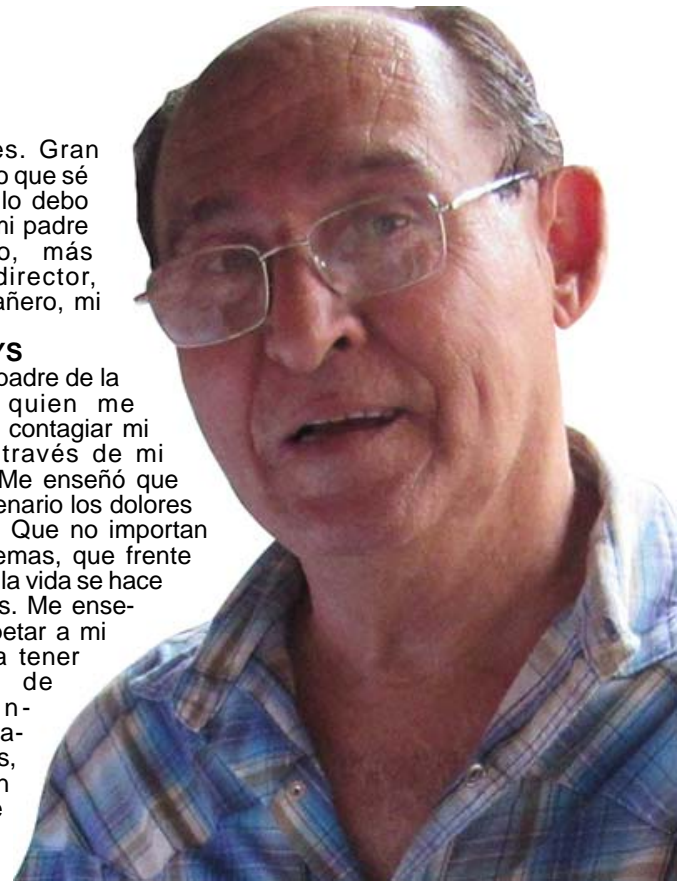 es. Gran
o que sé
lo debo
mi padre
o, más
director,
añero, mi
YS
padre de la
quien me
contagiar mi
través de mi
Me enseñó que
enario los dolores
Que no importan
emas, que frente
la vida se hace
s. Me ense-
petar a mi
a tener
de
n-
a-
s,
n
e